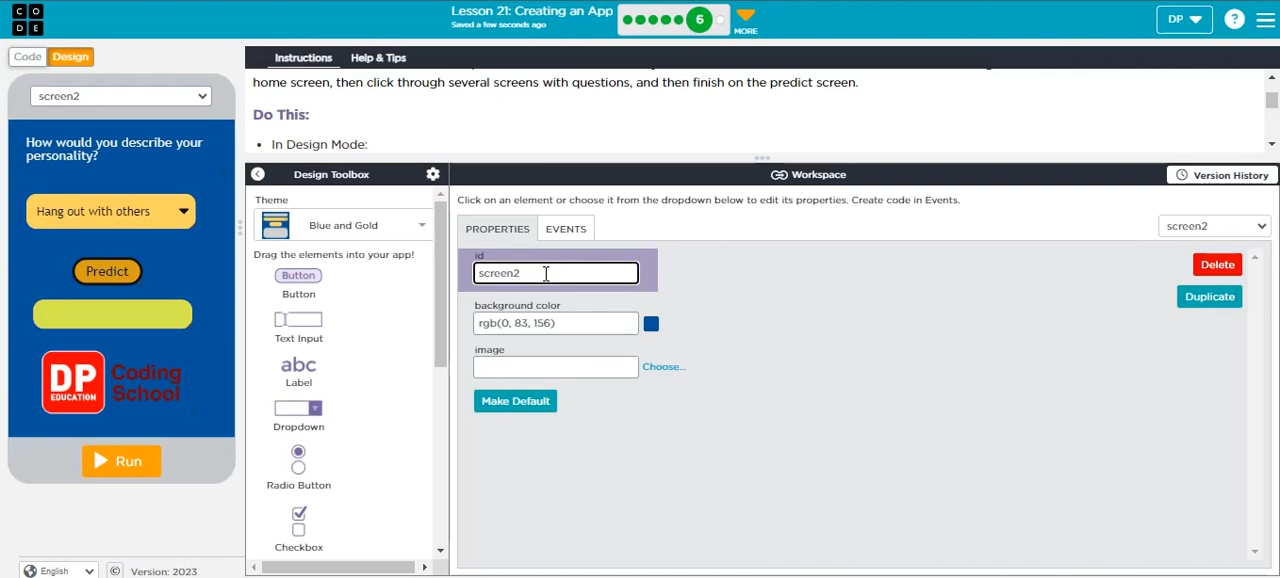 CODE
Lesson 21: Creating an App
Saved a few seconds ago
6
MORE
DP
?
Code
Design
Instructions
Help & Tips
screen2
home screen, then click through several screens with questions, and then finish on the predict screen.
Do This:
• In Design Mode:
How would you describe your
personality?
Hang out with others
Predict
DP
EDUCATION
Coding
School
Run
English
©
Version: 2023
Design Toolbox
Workspace
Version History
Theme
Blue and Gold
Drag the elements into your app!
Button
Button
Text Input
abc
Label
Dropdown
Radio Button
Checkbox
Click on an element or choose it from the dropdown below to edit its properties. Create code in Events.
PROPERTIES
EVENTS
screen2
id
screen2
Delete
Duplicate
background color
rgb(0, 83, 156)
image
Choose...
Make Default